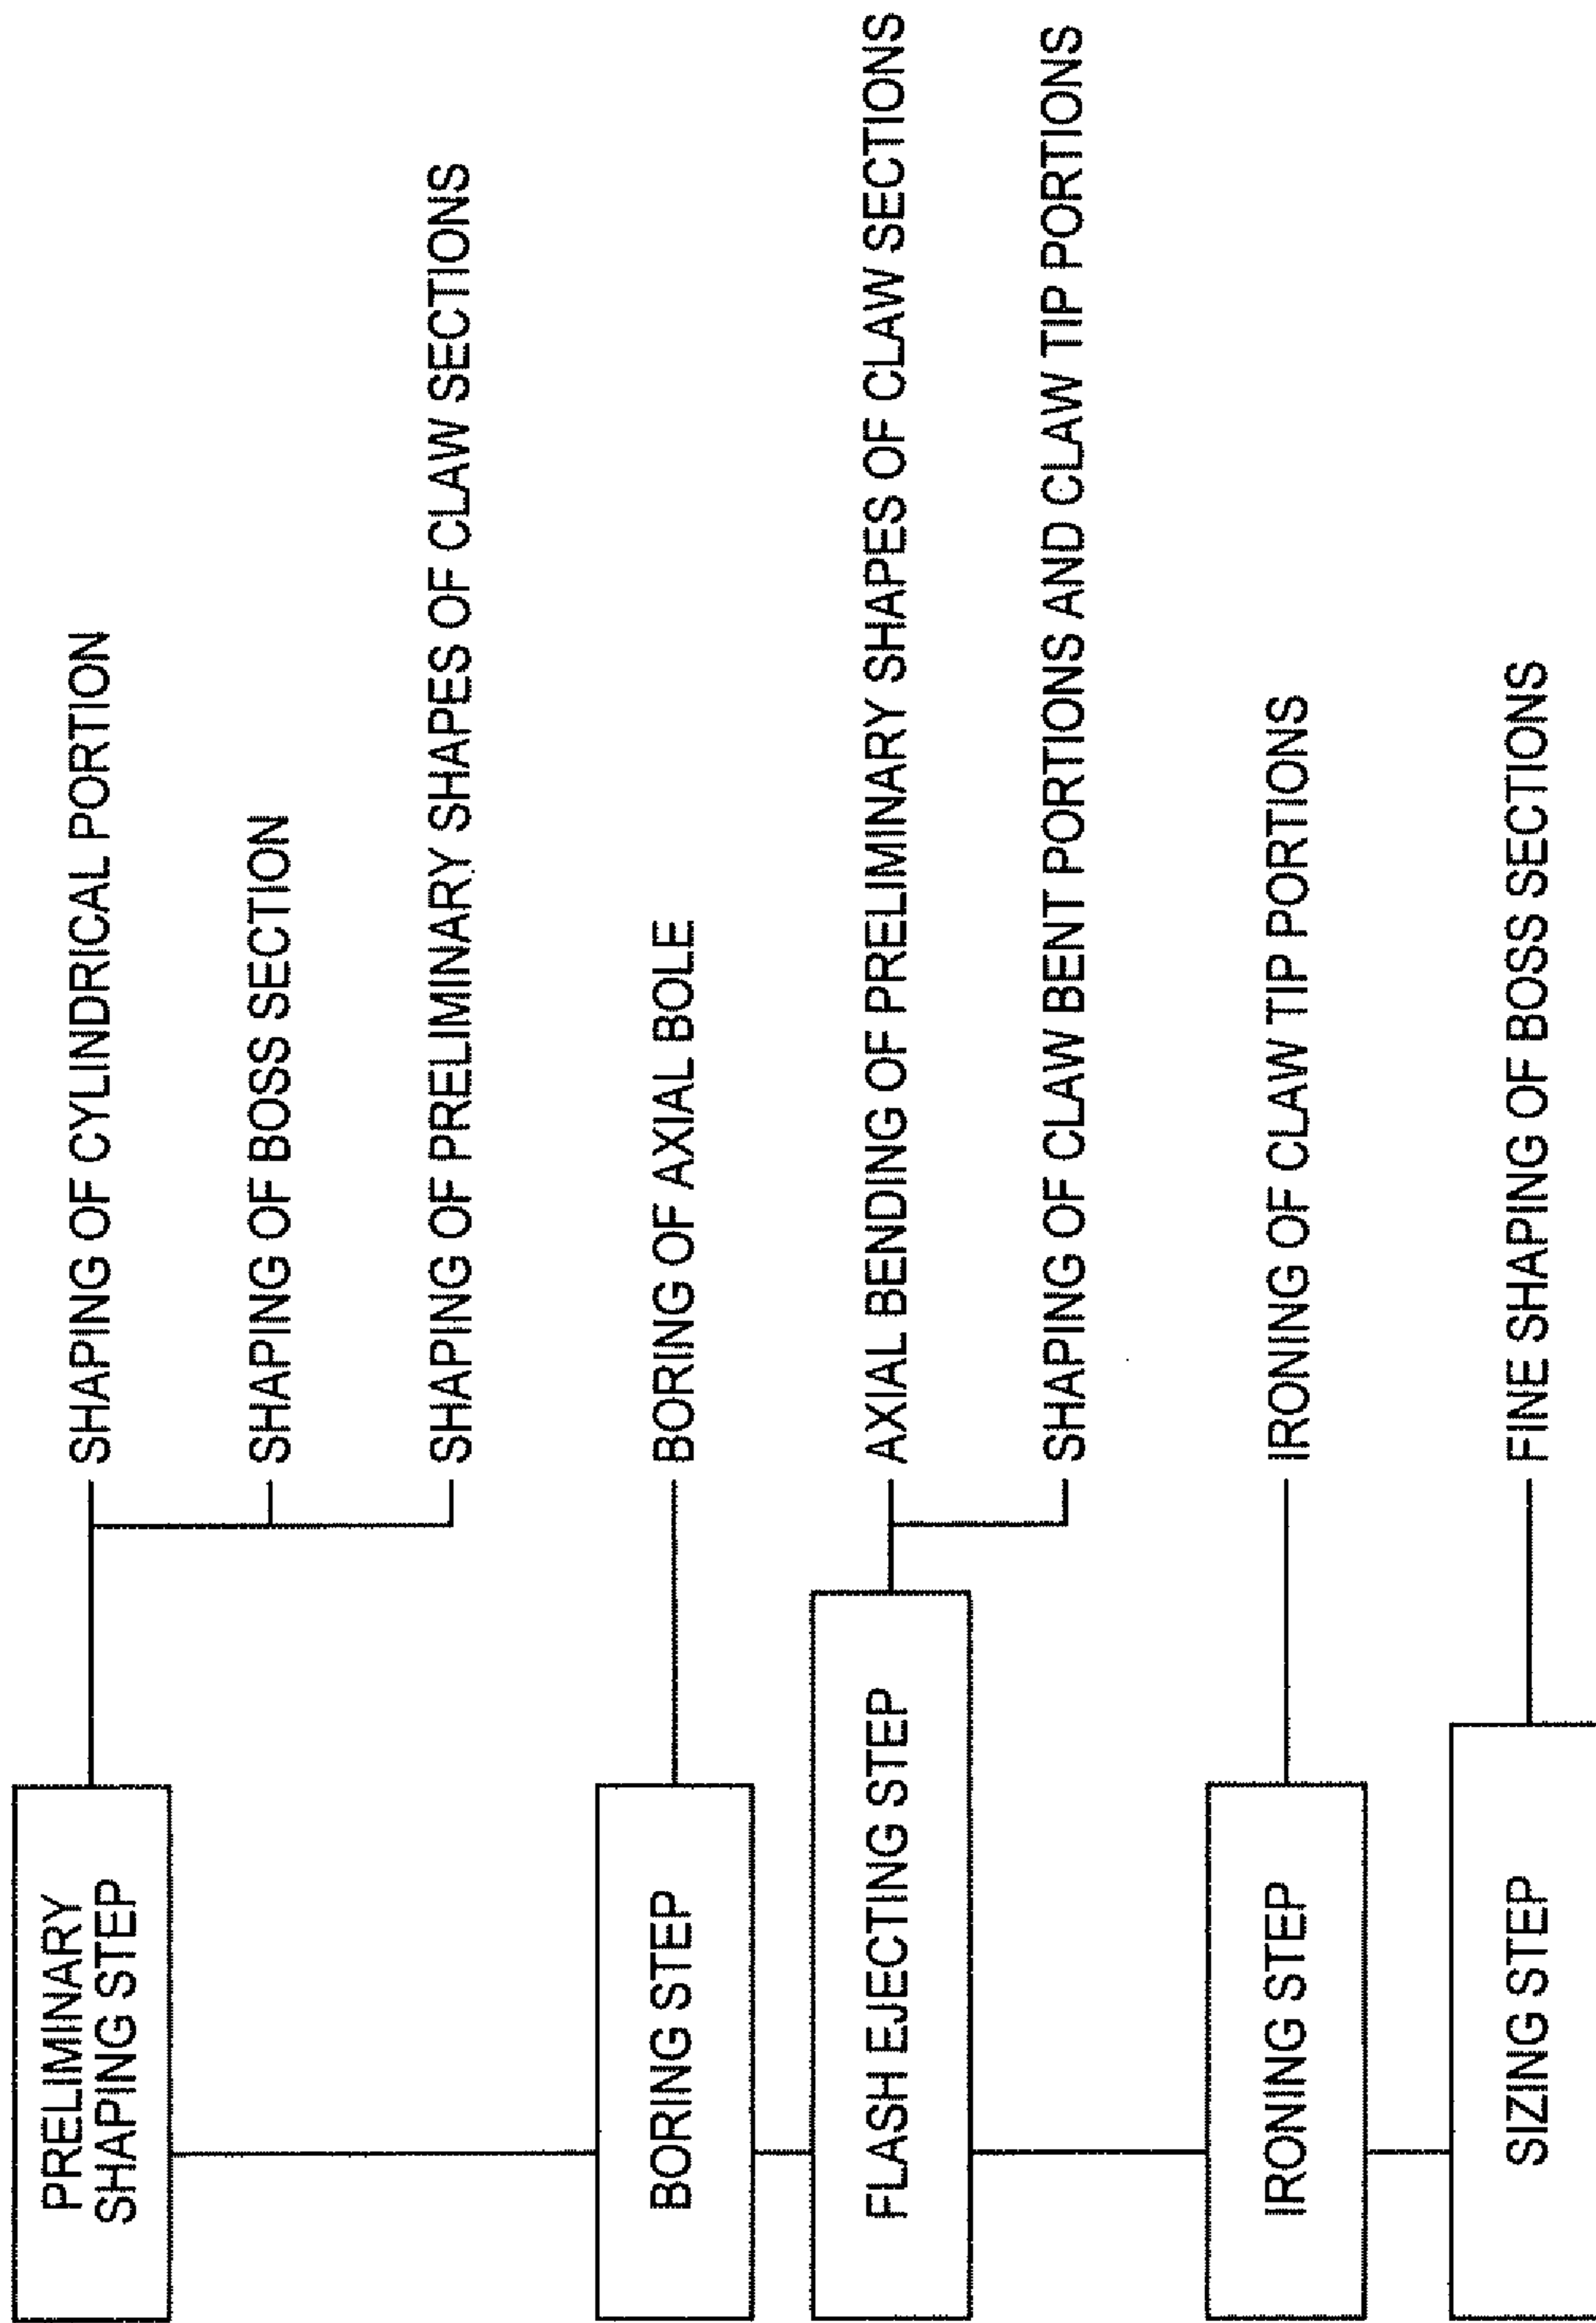 PRELIMINARY
SHAPING STEP
SHAPING OF CYLINDRICAL PORTION
SHAPING OF BOSS SECTION
SHAPING OF PRELIMINARY SHAPES OF CLAW SECTIONS
BORING STEP
BORING OF AXIAL BOLE
FLASH EJECTING STEP
AXIAL BENDING OF PRELIMINARY SHAPES OF CLAW SECTIONS
SHAPING OF CLAW BENT PORTIONS AND CLAW TIP PORTIONS
IRONING STEP
IRONING OF CLAW TIP PORTIONS
SIZING STEP
FINE SHAPING OF BOSS SECTIONS